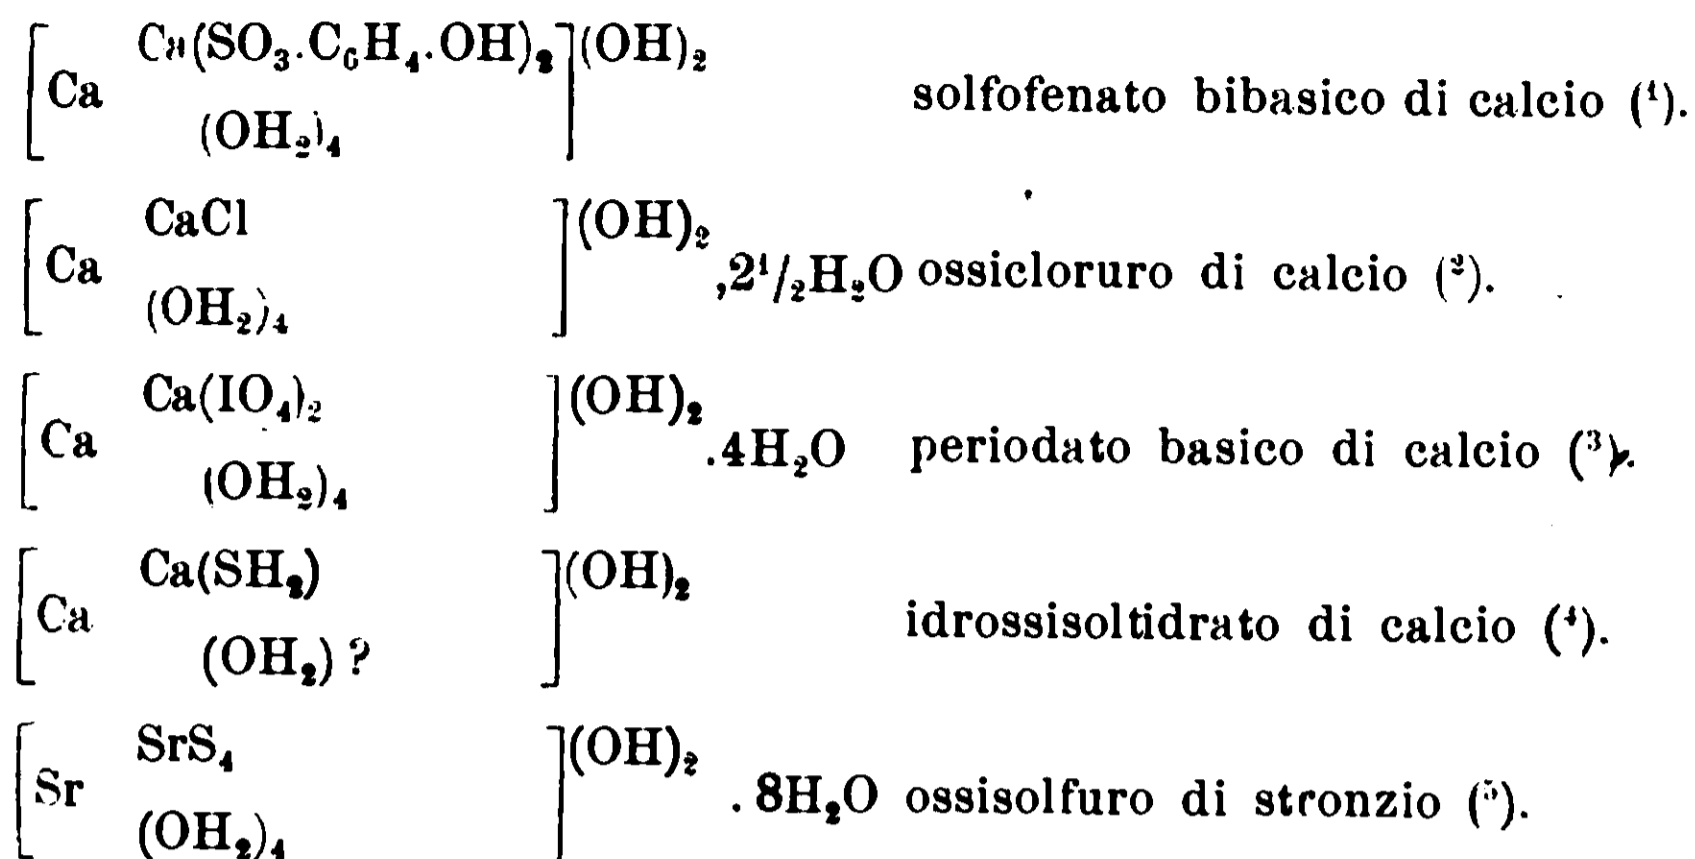 [Ca Ca(SO₃.C₆H₄.OH)₂ (OH₂)₄](OH)₂ solfofenato bibasico di calcio (¹).
[Ca CaCl (OH₂)₄](OH)₂ ,2¹/₂H₂O ossicloruro di calcio (²).
[Ca Ca(IO₄)₂ (OH₂)₄](OH)₂ .4H₂O periodato basico di calcio (³).
[Ca Ca(SH₂) (OH₂) ?](OH)₂ idrossisolfidrato di calcio (⁴).
[Sr SrS₄ (OH₂)₄](OH)₂ . 8H₂O ossisolfuro di stronzio (⁵).